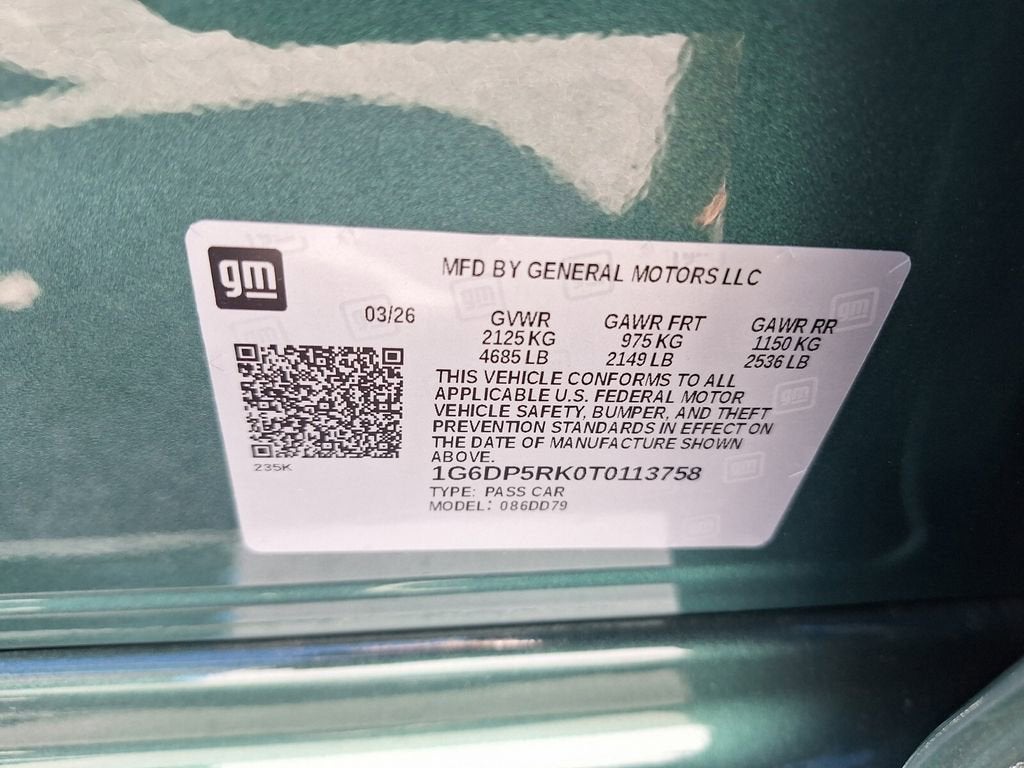 gm
MFD BY GENERAL MOTORS LLC
03/26
GVWR GAWR FRT GAWR RR
2125 KG 975 KG 1150 KG
4685 LB 2149 LB 2536 LB
THIS VEHICLE CONFORMS TO ALL
APPLICABLE U.S. FEDERAL MOTOR
VEHICLE SAFETY, BUMPER, AND THEFT
PREVENTION STANDARDS IN EFFECT ON
THE DATE OF MANUFACTURE SHOWN
ABOVE.
235K
1G6DP5RK0T0113758
TYPE: PASS CAR
MODEL: 086DD79